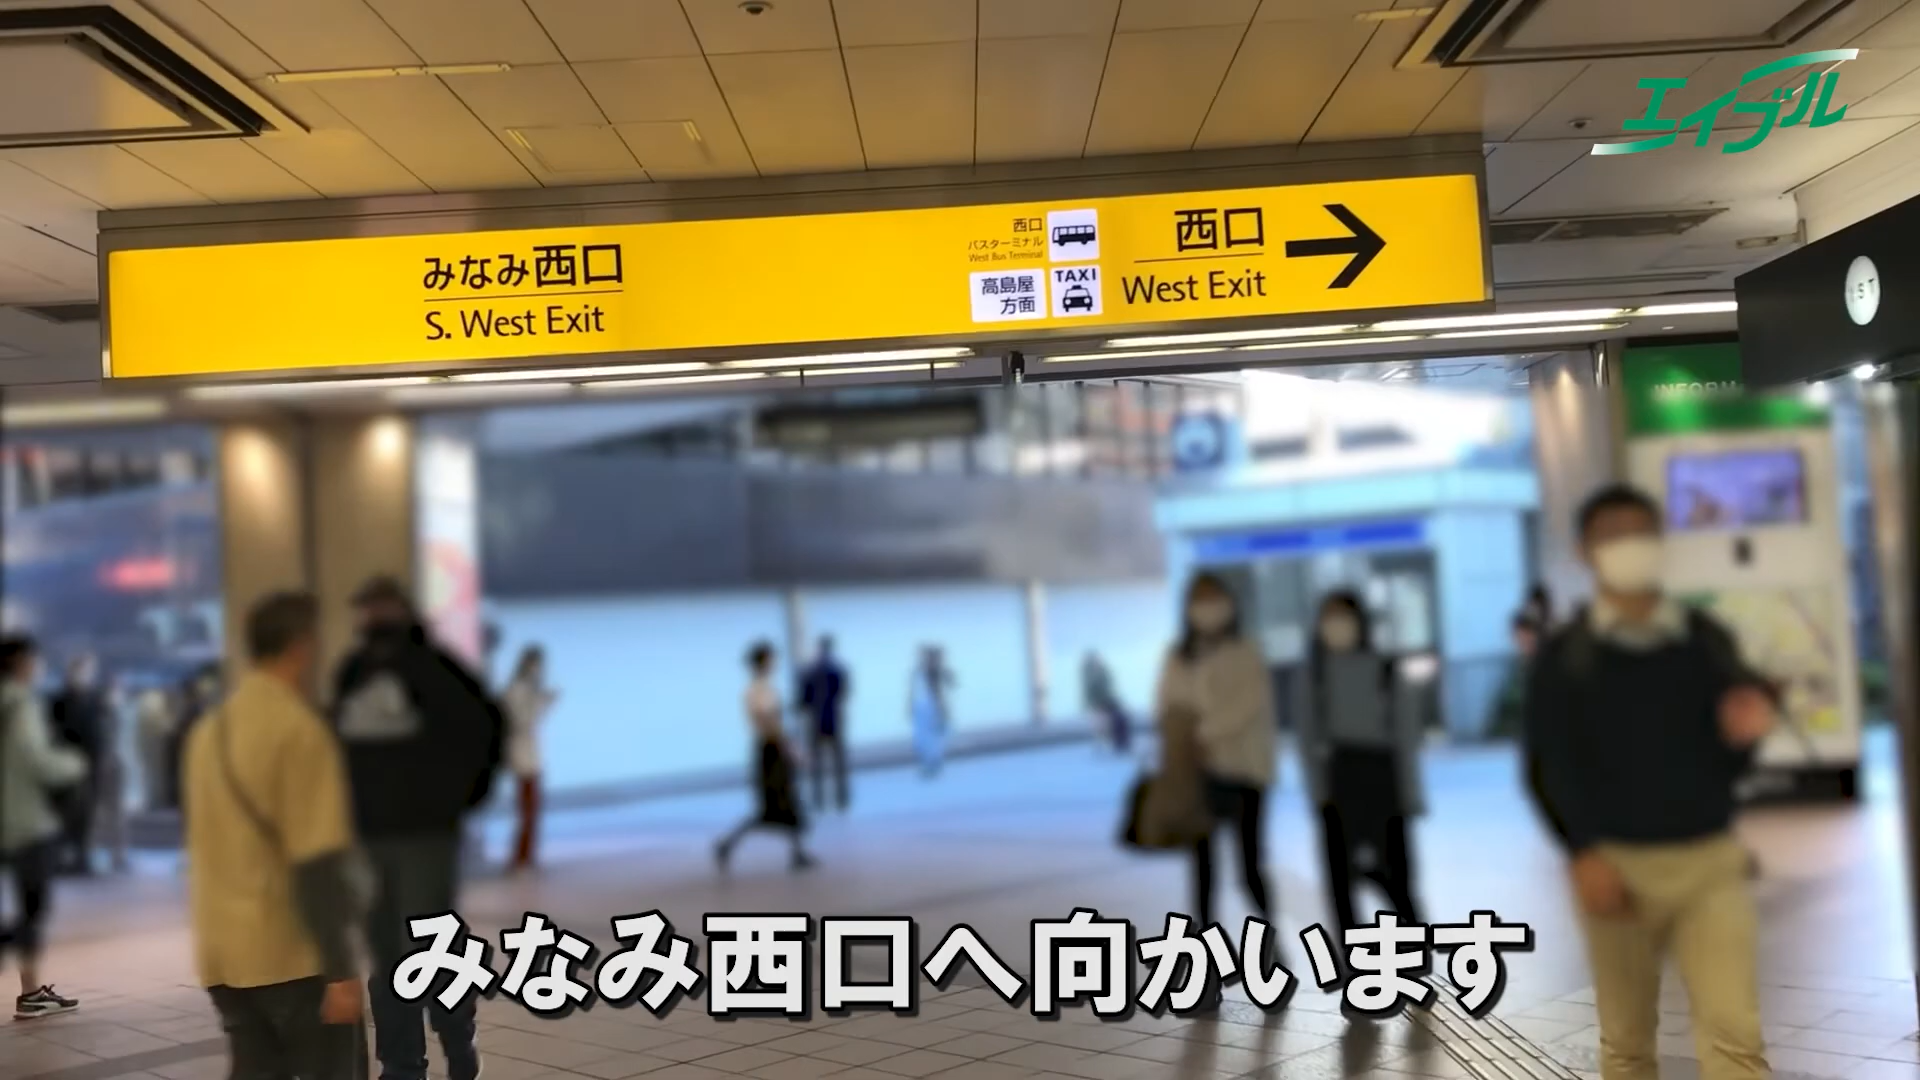 エイブル
みなみ西口
S. West Exit
西口
バスターミナル
West Bus Terminal
高島屋
方面
TAXI
西口
West Exit
みなみ西口へ向かいます